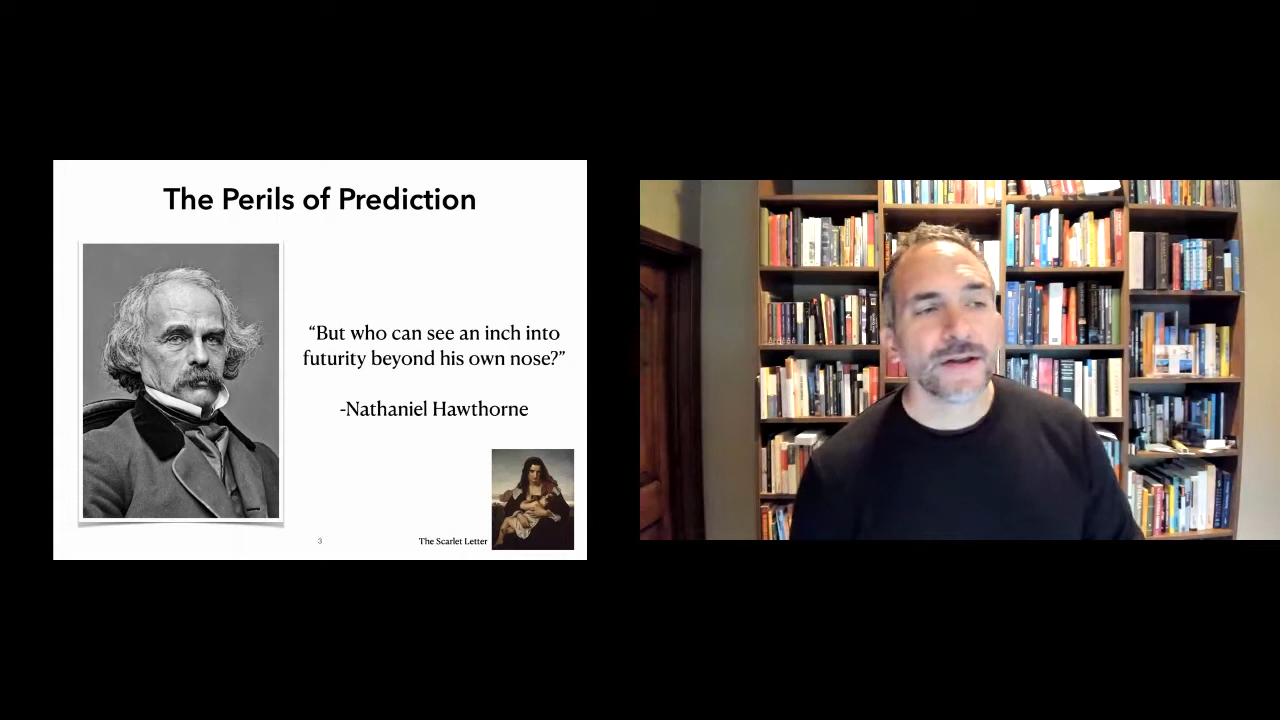 The Perils of Prediction
“But who can see an inch into
futurity beyond his own nose?”
-Nathaniel Hawthorne
3
The Scarlet Letter